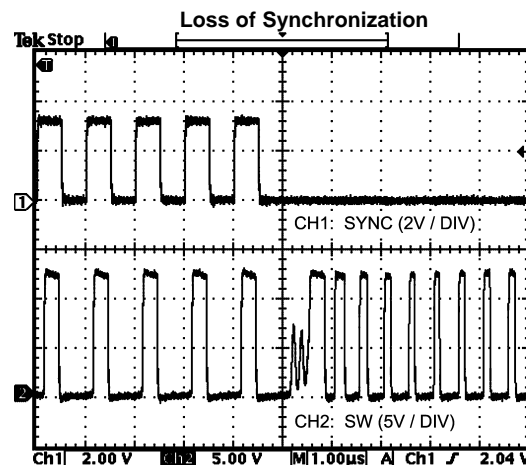 Loss of Synchronization
Tek Stop
T
1
CH1: SYNC (2V / DIV)
2
CH2: SW (5V / DIV)
Ch1 2.00 V Ch2 5.00 V M 1.00µs A Ch1 2.04 V